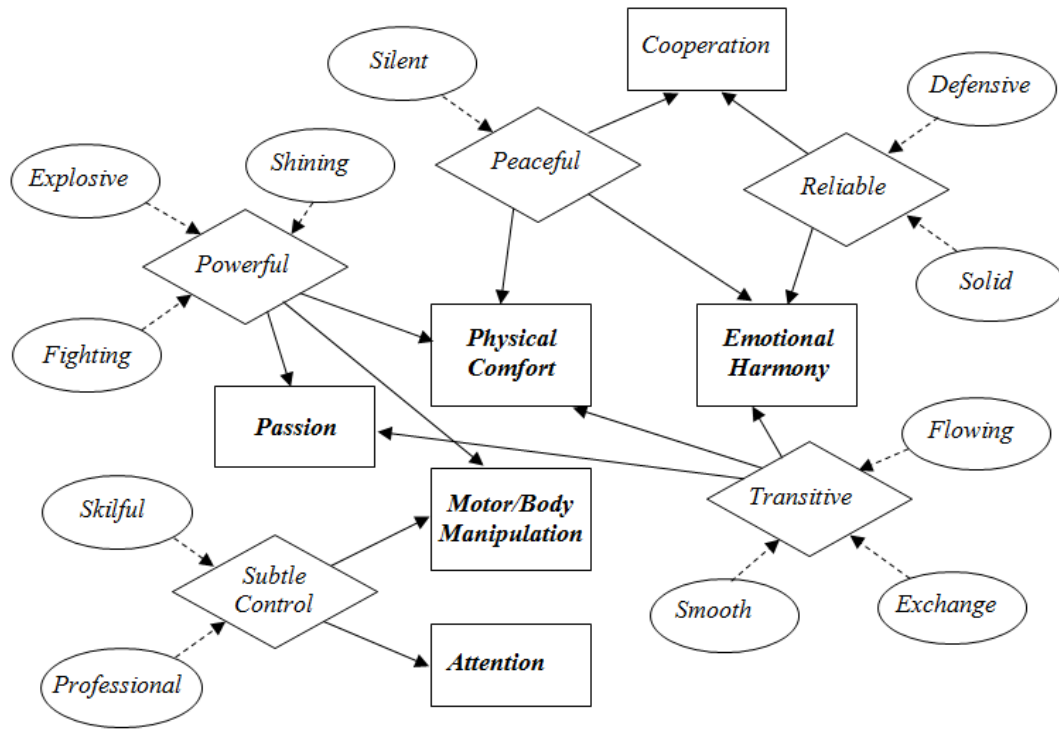 Cooperation
Silent
Defensive
Shining
Peaceful
Explosive
Reliable
Powerful
Solid
Fighting
Physical
Comfort
Emotional
Harmony
Passion
Flowing
Skilful
Motor/Body
Manipulation
Transitive
Subtle
Control
Smooth
Exchange
Attention
Professional